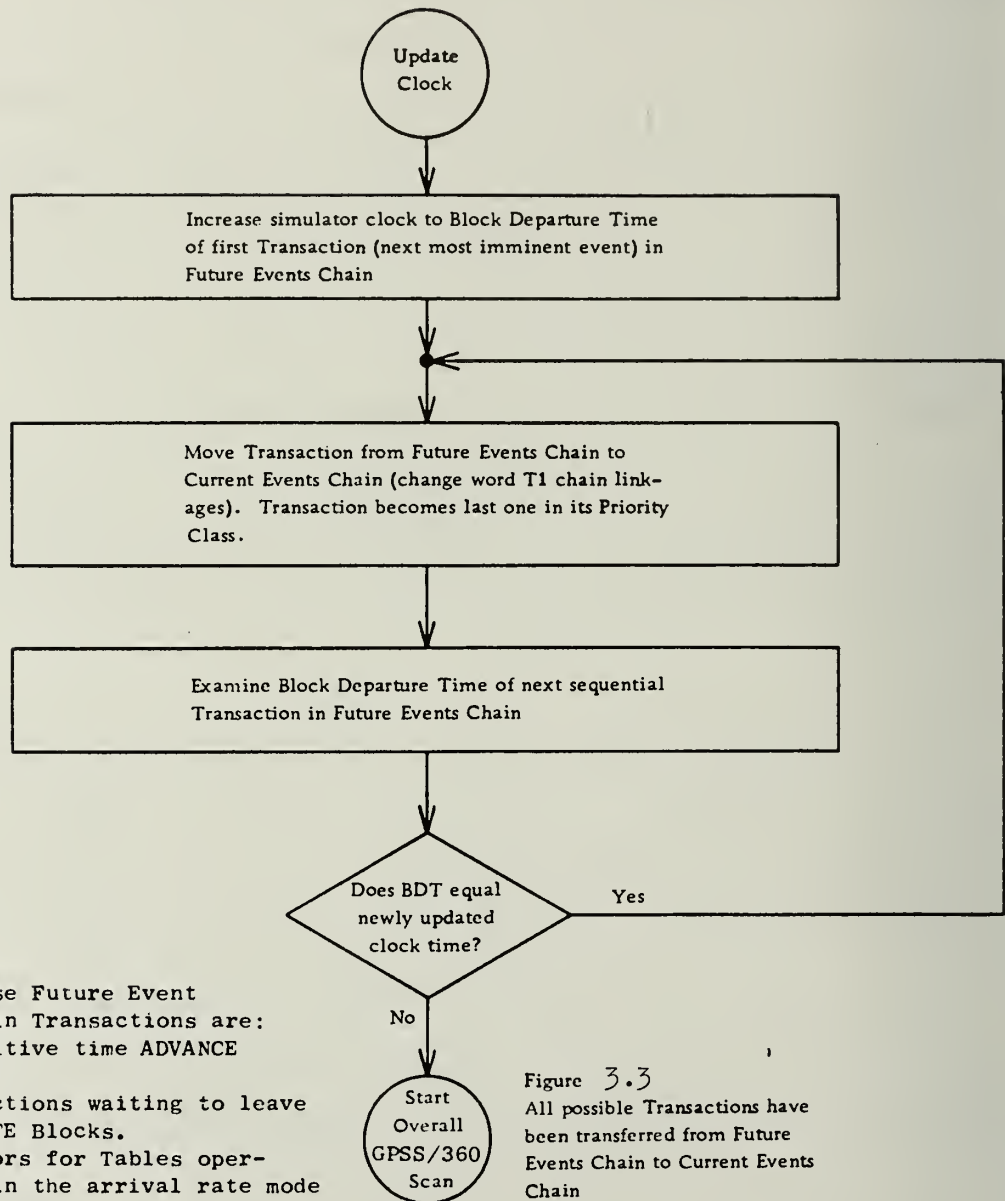 Update
Clock
Increase simulator clock to Block Departure Time
of first Transaction (next most imminent event) in
Future Events Chain
Move Transaction from Future Events Chain to
Current Events Chain (change word T1 chain link-
ages). Transaction becomes last one in its Priority
Class.
Examine Block Departure Time of next sequential
Transaction in Future Events Chain
Does BDT equal
newly updated
clock time?
Yes
No
Start
Overall
GPSS/360
Scan
se Future Event
in Transactions are:
itive time ADVANCE
ctions waiting to leave
TE Blocks.
ors for Tables oper-
in the arrival rate mode
Figure 3.3
All possible Transactions have
been transferred from Future
Events Chain to Current Events
Chain